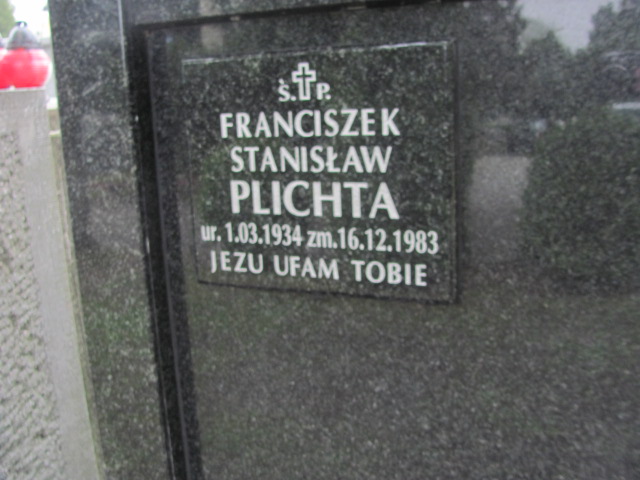 Ś. P.
FRANCISZEK
STANISŁAW
PLICHTA
ur. 1.03.1934 zm. 16.12.1983
JEZU UFAM TOBIE